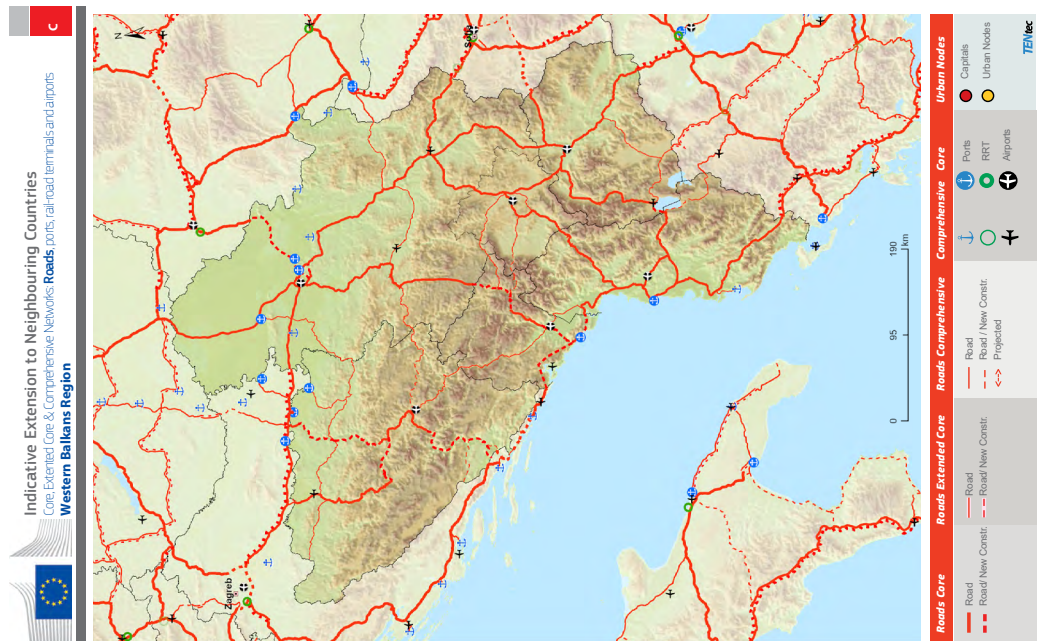 C
Indicative Extension to Neighbouring Countries
Core, Extented Core & Comprehensive Networks: Roads, ports, rail-road terminals and airports
Western Balkans Region
N
Zagreb
0
95
190
km
Roads Core
Road
Road/ New Constr.
Roads Extended Core
Road
Road/ New Constr.
Roads Comprehensive
Road
Road / New Constr.
Projected
Comprehensive
Core
Ports
RRT
Airports
Urban Nodes
Capitals
Urban Nodes
TENtec